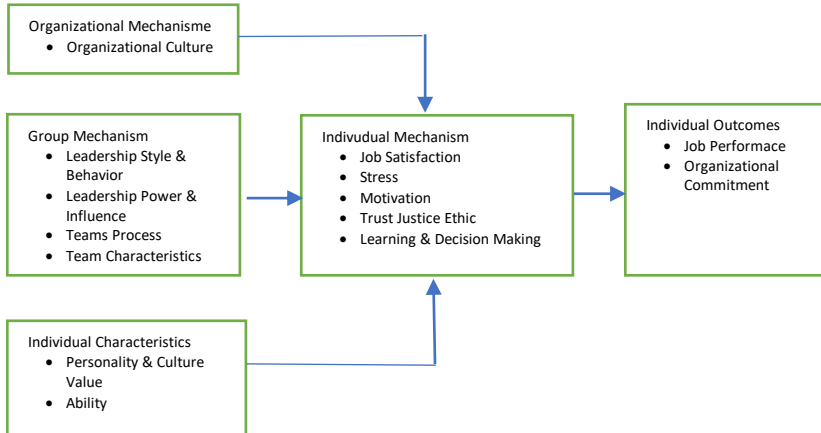 Organizational Mechanisme
• Organizational Culture
Group Mechanism
• Leadership Style &
Behavior
• Leadership Power &
Influence
• Teams Process
• Team Characteristics
Indivudual Mechanism
• Job Satisfaction
• Stress
• Motivation
• Trust Justice Ethic
• Learning & Decision Making
Individual Outcomes
• Job Performace
• Organizational
Commitment
Individual Characteristics
• Personality & Culture
Value
• Ability